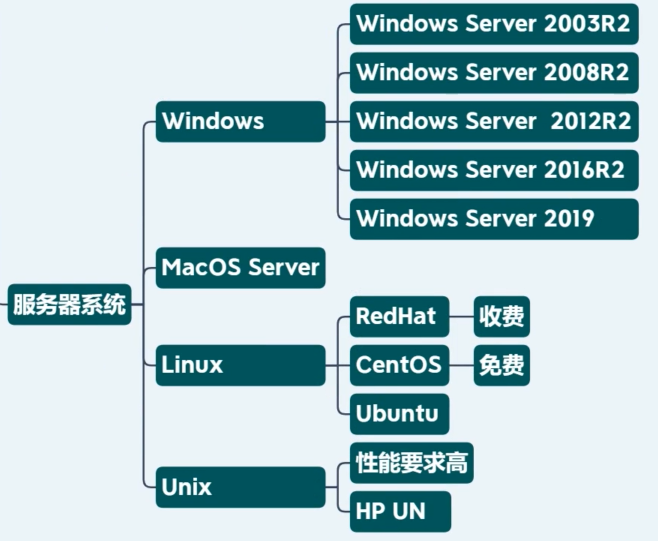 服务器系统
Windows
Windows Server 2003R2
Windows Server 2008R2
Windows Server  2012R2
Windows Server 2016R2
Windows Server 2019
MacOS Server
Linux
RedHat
收费
CentOS
免费
Ubuntu
Unix
性能要求高
HP UN